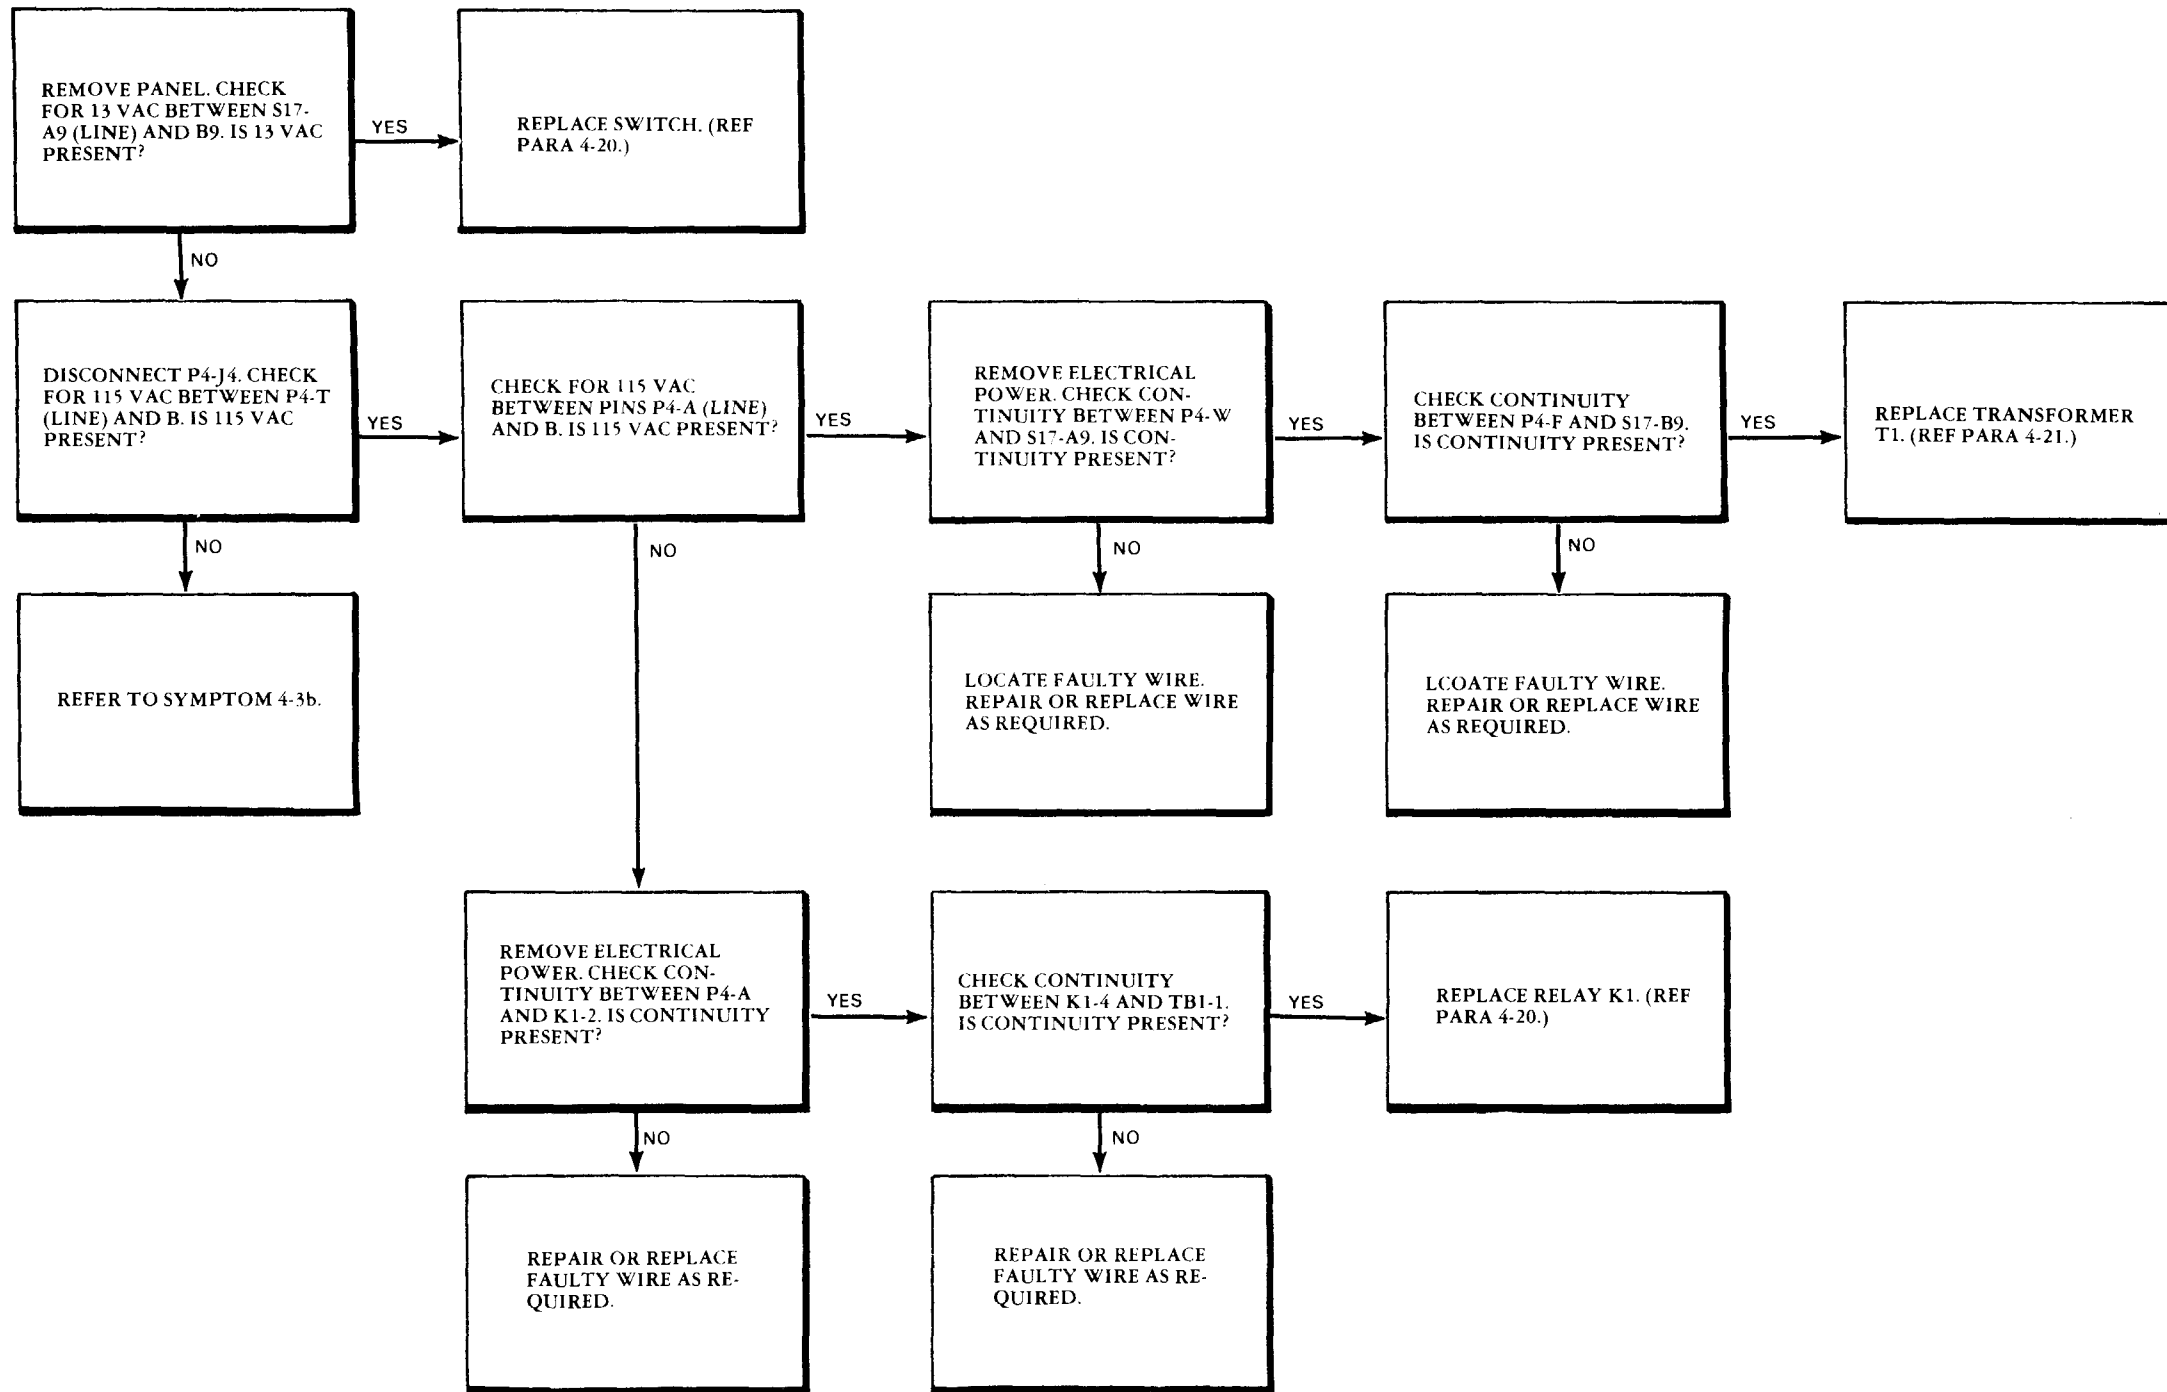 REMOVE PANEL. CHECK
FOR 13 VAC BETWEEN S17-
A9 (LINE) AND B9. IS 13 VAC
PRESENT?
YES
REPLACE SWITCH. (REF
PARA 4-20.)
NO
DISCONNECT P4-J4. CHECK
FOR 115 VAC BETWEEN P4-T
(LINE) AND B. IS 115 VAC
PRESENT?
YES
CHECK FOR 115 VAC
BETWEEN PINS P4-A (LINE)
AND B. IS 115 VAC PRESENT?
YES
REMOVE ELECTRICAL
POWER. CHECK CON-
TINUITY BETWEEN P4-W
AND S17-A9. IS CON-
TINUITY PRESENT?
YES
CHECK CONTINUITY
BETWEEN P4-F AND S17-B9.
IS CONTINUITY PRESENT?
YES
REPLACE TRANSFORMER
T1. (REF PARA 4-21.)
NO
NO
NO
NO
REFER TO SYMPTOM 4-3b.
LOCATE FAULTY WIRE.
REPAIR OR REPLACE WIRE
AS REQUIRED.
LCOATE FAULTY WIRE.
REPAIR OR REPLACE WIRE
AS REQUIRED.
REMOVE ELECTRICAL
POWER. CHECK CON-
TINUITY BETWEEN P4-A
AND K1-2. IS CONTINUITY
PRESENT?
YES
CHECK CONTINUITY
BETWEEN K1-4 AND TB1-1.
IS CONTINUITY PRESENT?
YES
REPLACE RELAY K1. (REF
PARA 4-20.)
NO
NO
REPAIR OR REPLACE
FAULTY WIRE AS RE-
QUIRED.
REPAIR OR REPLACE
FAULTY WIRE AS RE-
QUIRED.